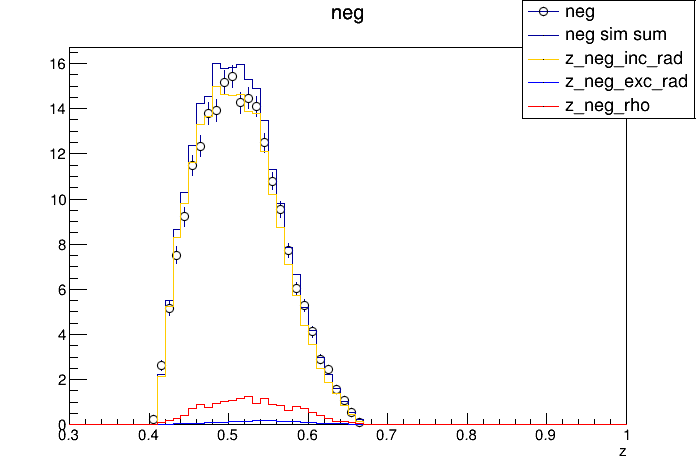 neg
neg
neg sim sum
z_neg_inc_rad
z_neg_exc_rad
z_neg_rho
16
14
12
10
8
6
4
2
0
0.3 0.4 0.5 0.6 0.7 0.8 0.9 1
z